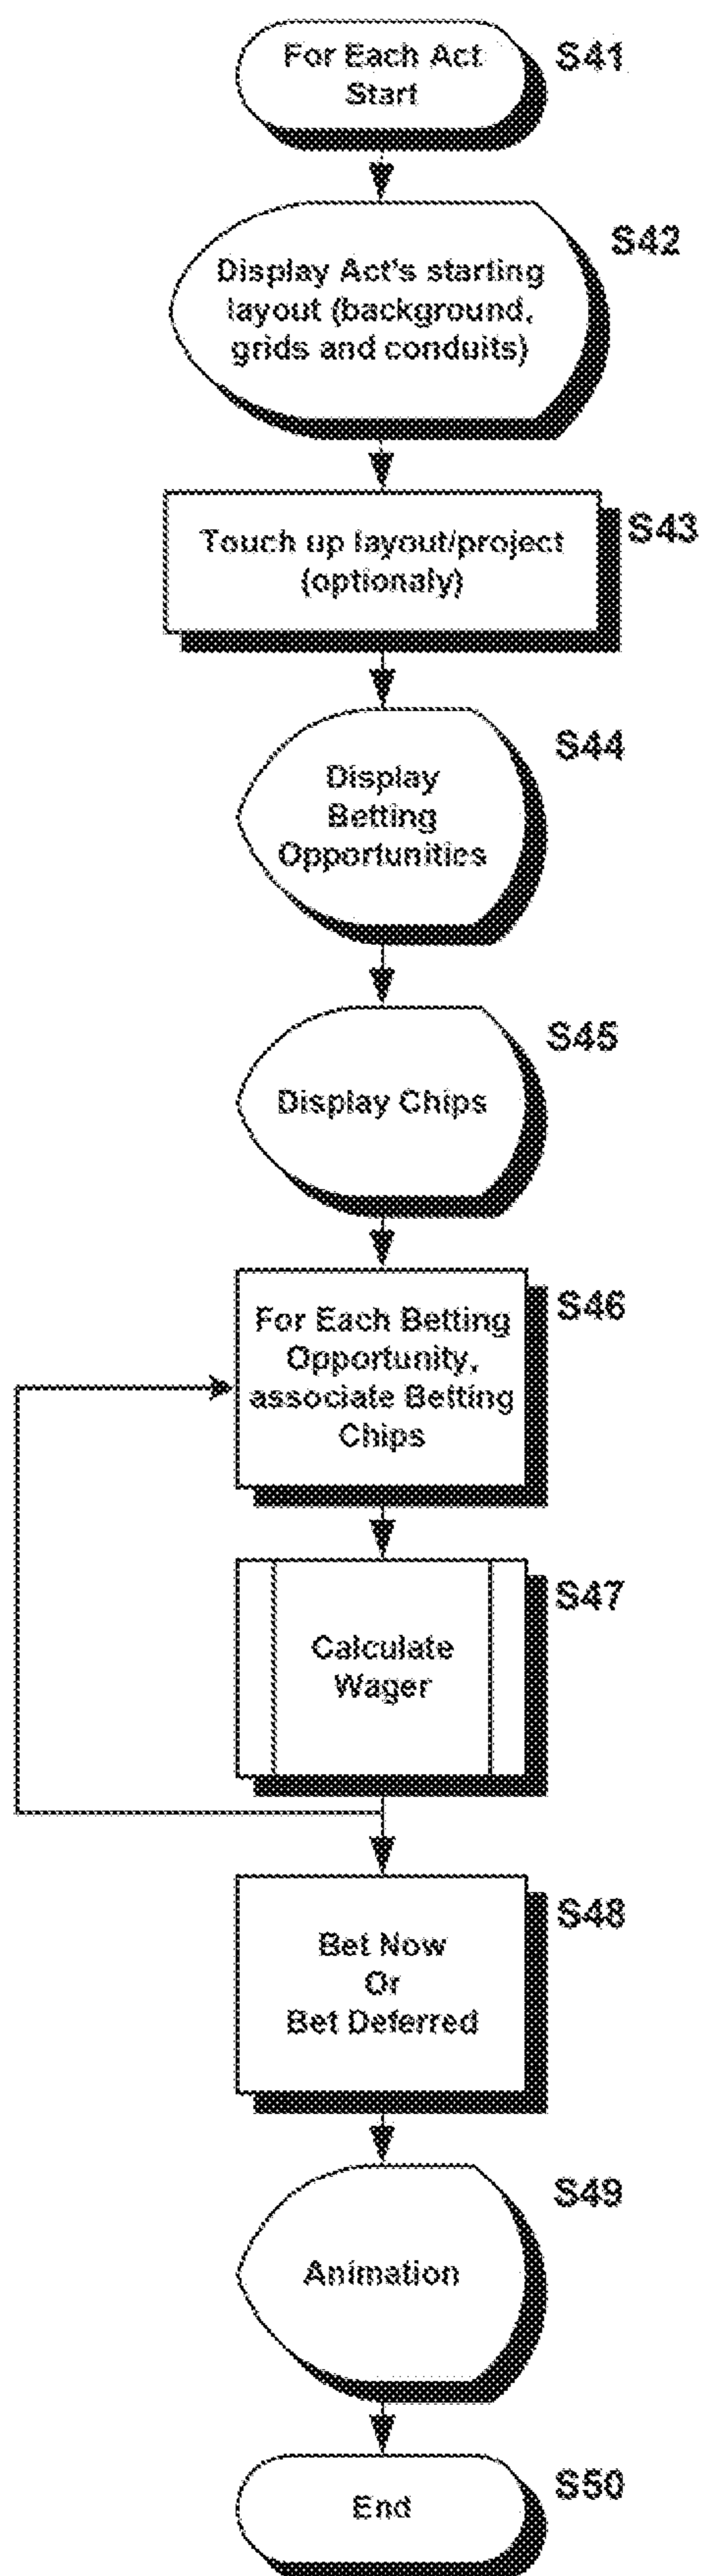 For Each Act
Start
S41
Display Act's starting
layout (background,
grids and conduits)
S42
Touch up layout/project
(optionaly)
S43
Display
Betting
Opportunities
S44
Display Chips
S45
For Each Betting
Opportunity,
associate Betting
Chips
S46
Calculate
Wager
S47
Bet Now
Or
Bet Deferred
S48
Animation
S49
End
S50